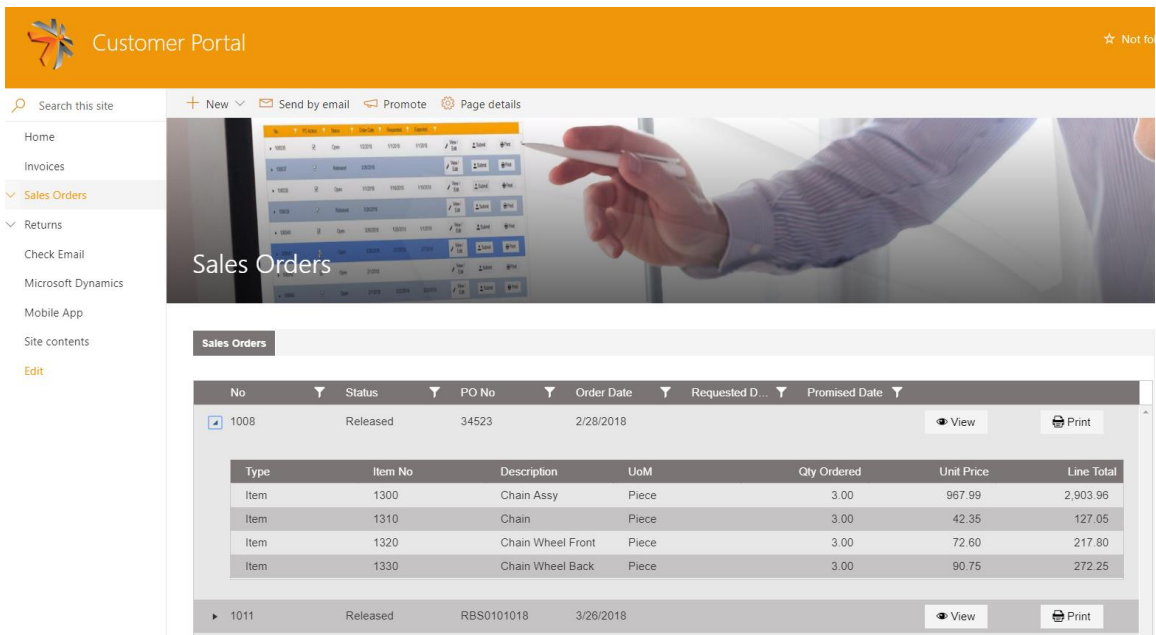 Customer Portal
Not fol
Search this site
New
Send by email
Promote
Page details
Home
Invoices
Sales Orders
Returns
Check Email
Microsoft Dynamics
Mobile App
Site contents
Edit
Sales Orders
Sales Orders
No Status PO No Order Date Requested D... Promised Date
1008 Released 34523 2/28/2018 View Print
Type Item No Description UoM Qty Ordered Unit Price Line Total
Item 1300 Chain Assy Piece 3.00 967.99 2,903.96
Item 1310 Chain Piece 3.00 42.35 127.05
Item 1320 Chain Wheel Front Piece 3.00 72.60 217.80
Item 1330 Chain Wheel Back Piece 3.00 90.75 272.25
1011 Released RBS0101018 3/26/2018 View Print